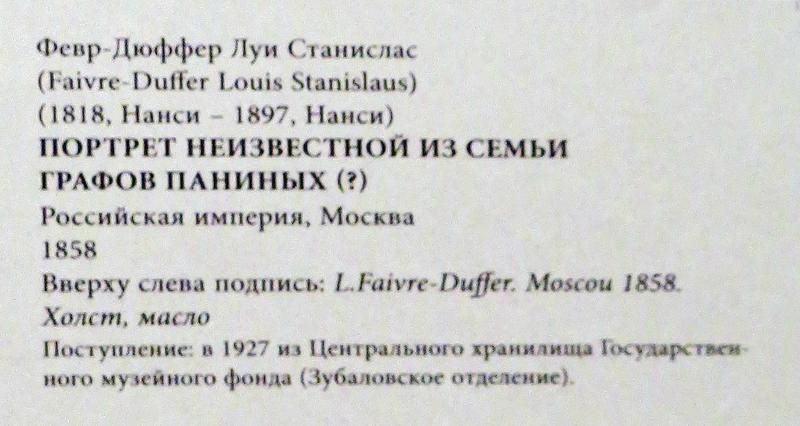 Февр-Дюффер Луи Станислас
(Faivre-Duffer Louis Stanislaus)
(1818, Нанси – 1897, Нанси)
ПОРТРЕТ НЕИЗВЕСТНОЙ ИЗ СЕМЬИ
ГРАФОВ ПАНИНЫХ (?)
Российская империя, Москва
1858
Вверху слева подпись: L.Faivre-Duffer. Moscou 1858.
Холст, масло
Поступление: в 1927 из Центрального хранилища Государствен-
ного музейного фонда (Зубаловское отделение).